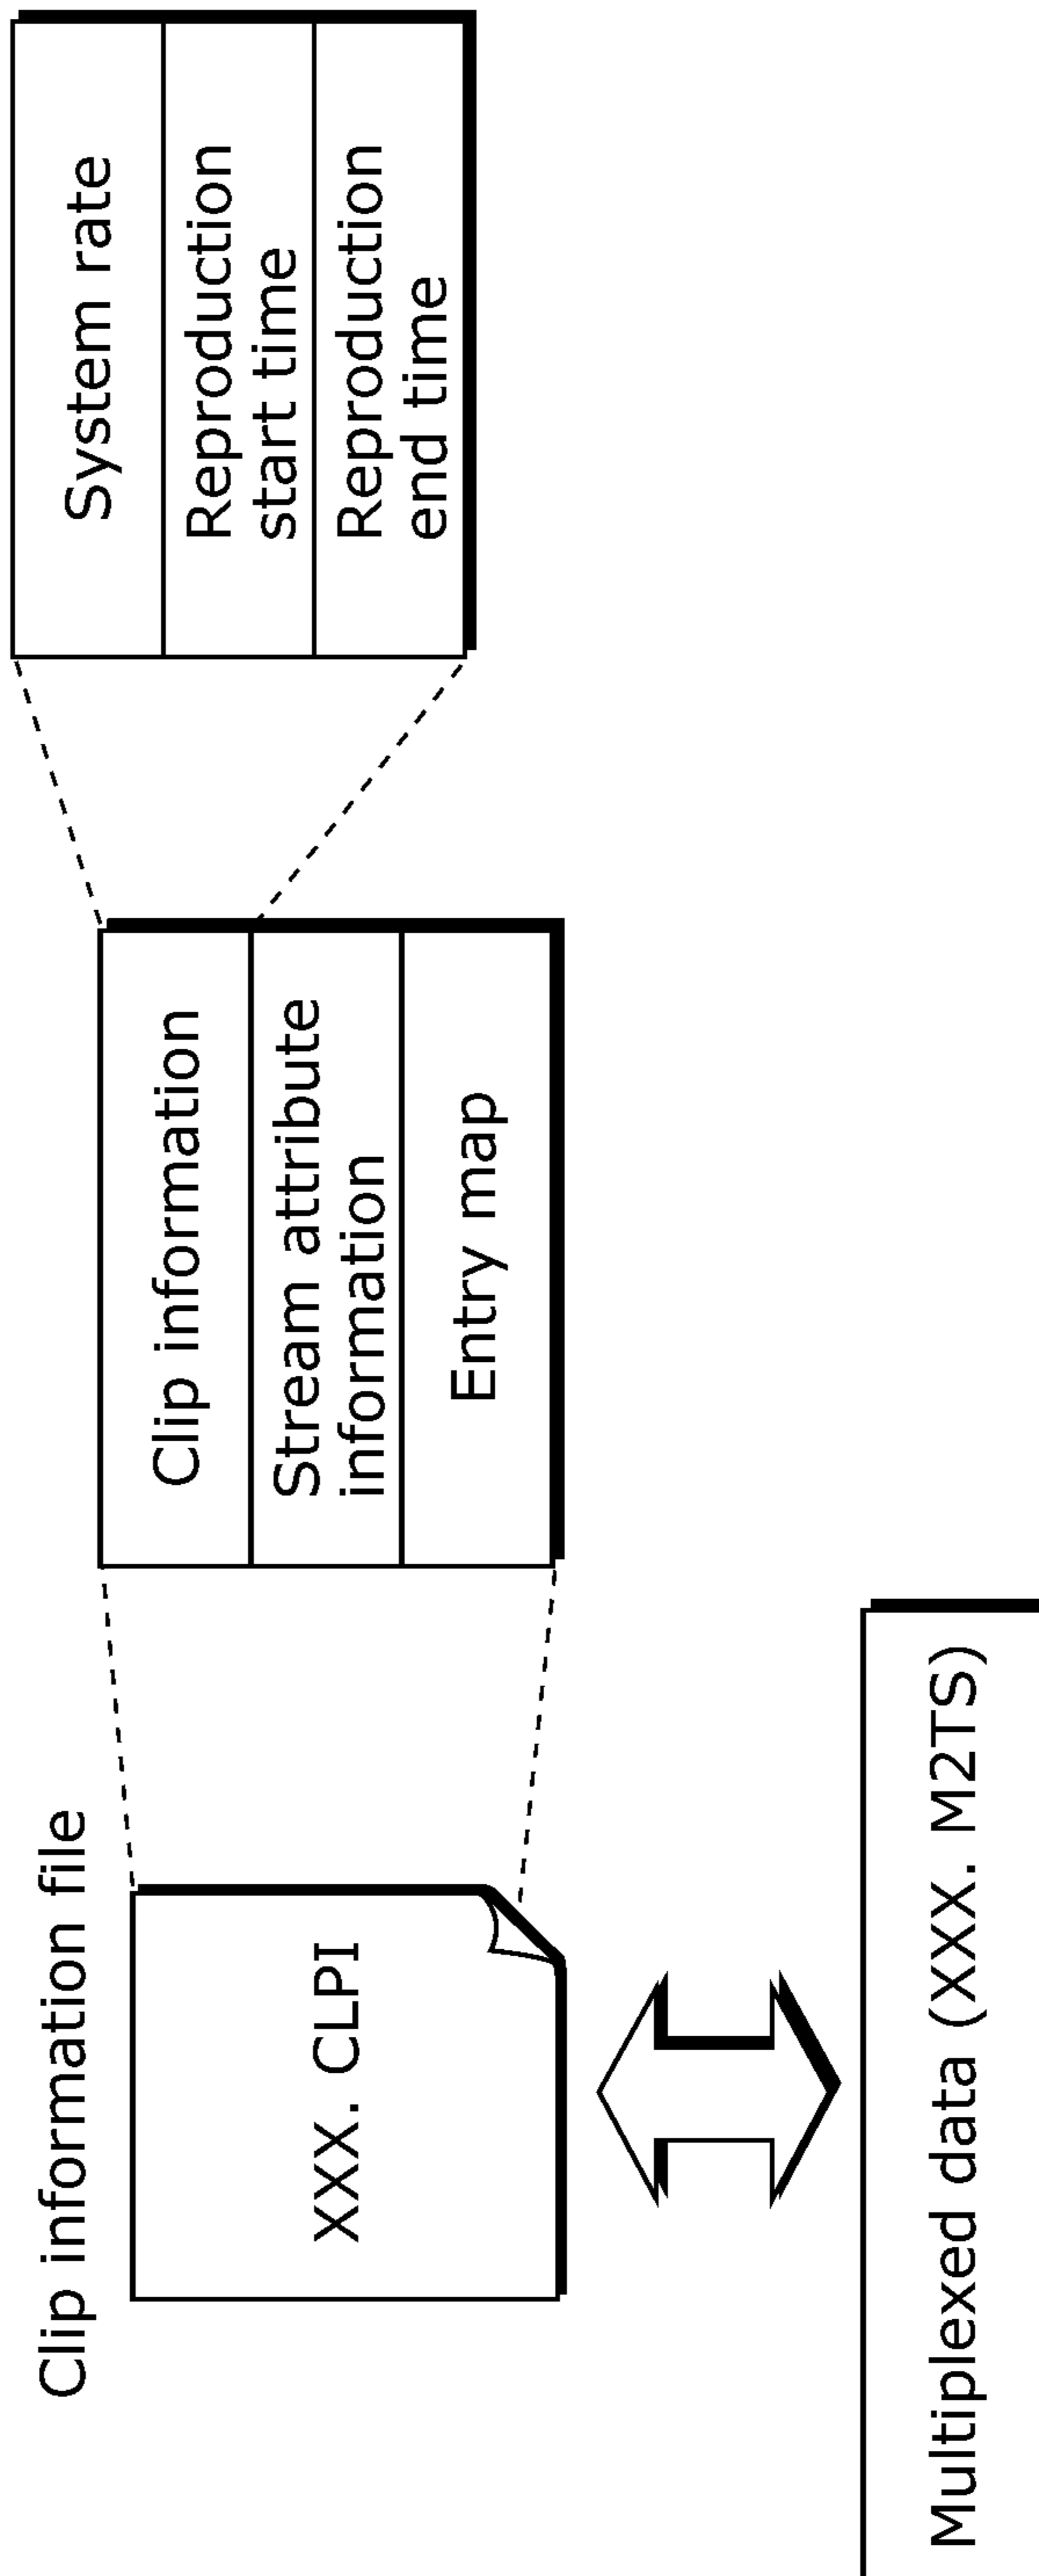 Clip information file
XXX. CLPI
Clip information
Stream attribute
information
Entry map
System rate
Reproduction
start time
Reproduction
end time
Multiplexed data (XXX. M2TS)